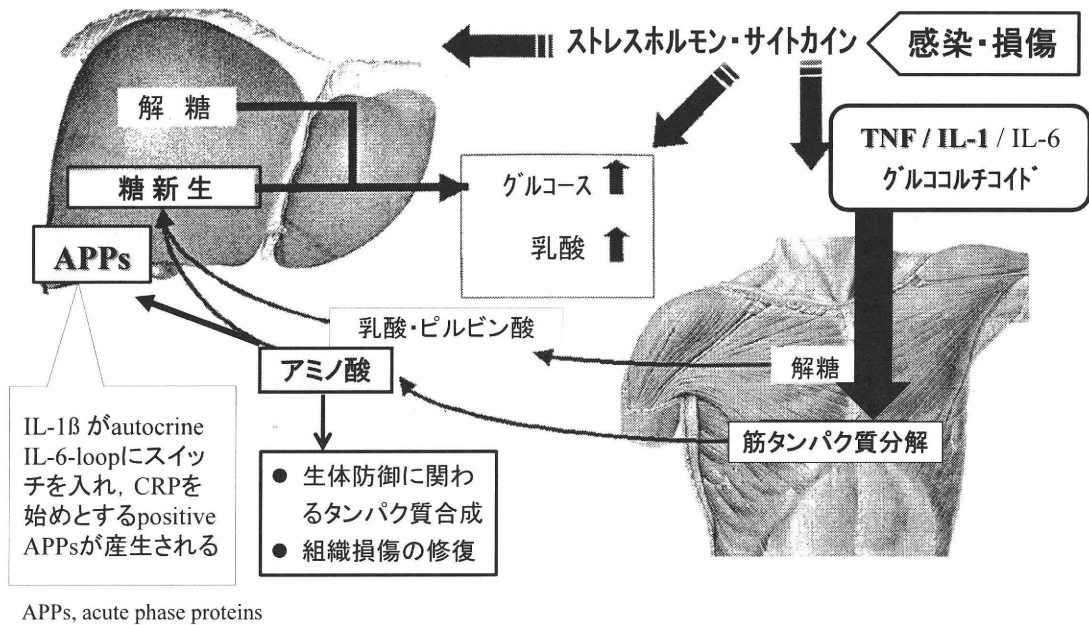 ストレスホルモン・サイトカイン
感染・損傷
解 糖
TNF / IL-1 / IL-6
グルココルチコイド
糖 新 生
グルコース
乳酸
APPs
乳酸・ピルビン酸
アミノ酸
解糖
筋タンパク質分解
IL-1ß がautocrine
IL-6-loopにスイッ
チを入れ，CRPを
始めとするpositive
APPsが産生される
● 生体防御に関わ
るタンパク質合成
● 組織損傷の修復
APPs, acute phase proteins